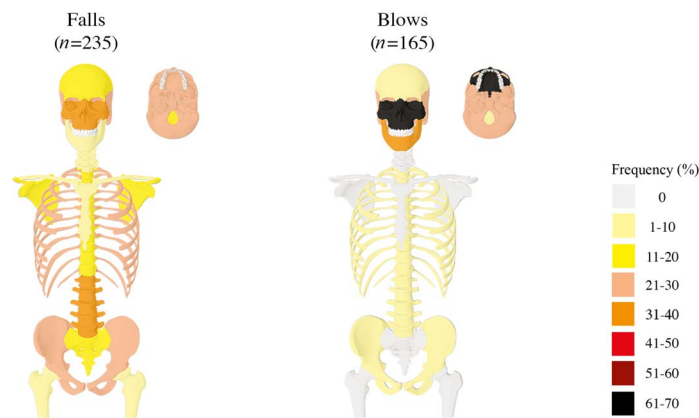 Falls
(n=235)
Blows
(n=165)
Frequency (%)
0
1-10
11-20
21-30
31-40
41-50
51-60
61-70